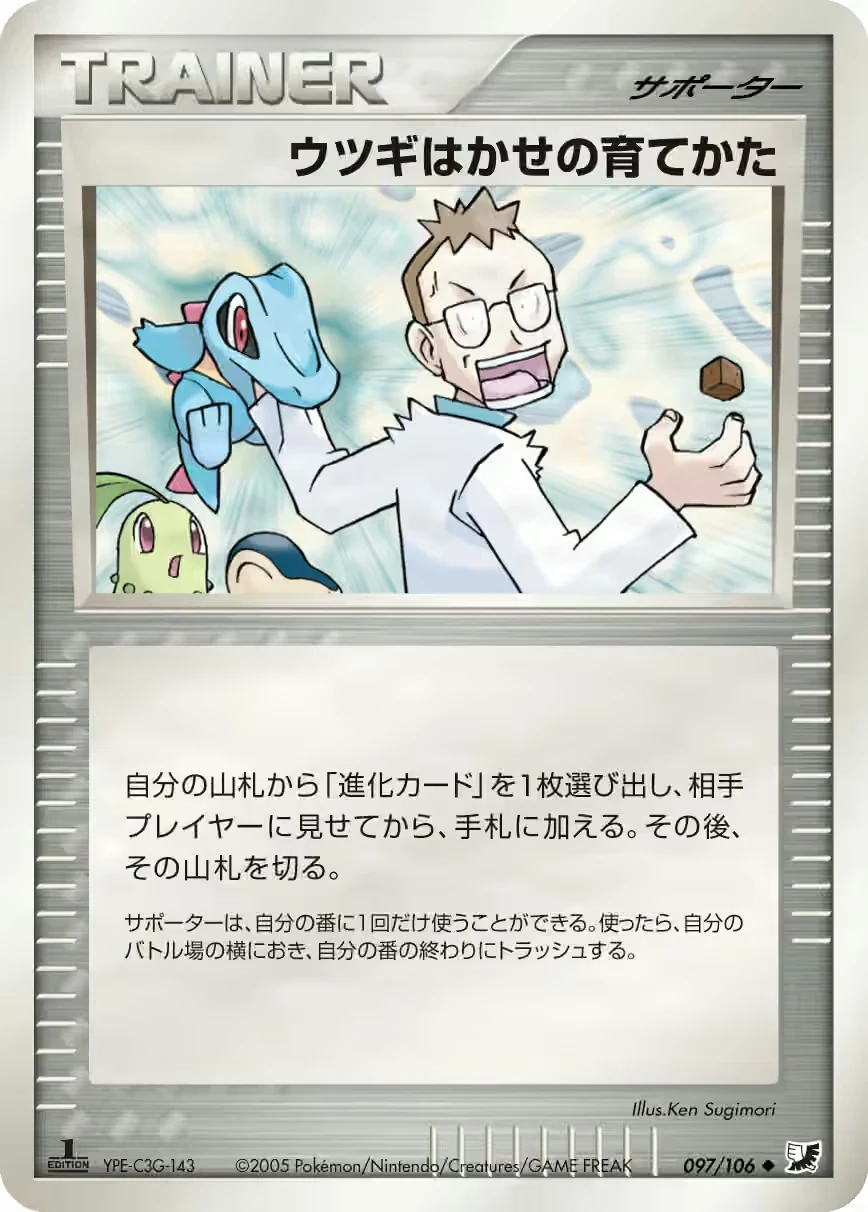 TRAINER
サポーター
ウツギはかせの育てかた
自分の山札から「進化カード」を1枚選び出し、相手
プレイヤーに見せてから、手札に加える。その後、
その山札を切る。
サポーターは、自分の番に1回だけ使うことができる。使ったら、自分の
バトル場の横におき、自分の番の終わりにトラッシュする。
Illus.Ken Sugimori
1
EDITION
YPE-C3G-143
©2005 Pokémon/Nintendo/Creatures/GAME FREAK
097/106 ◆